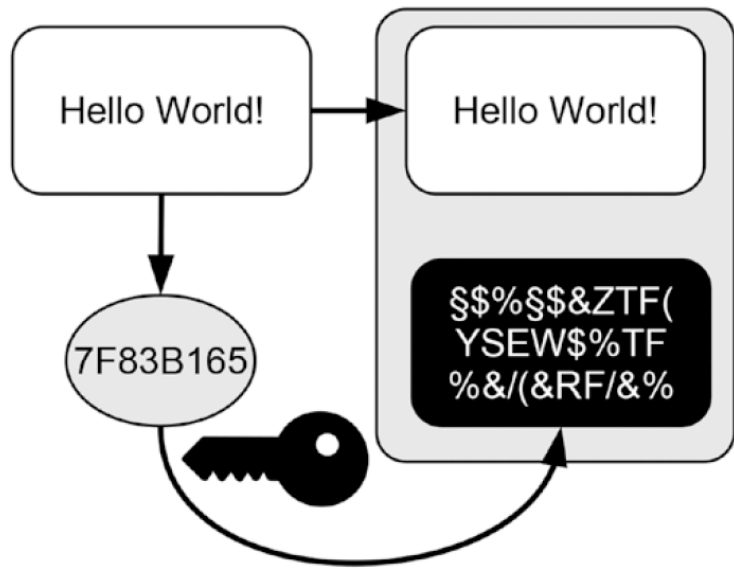 Hello World!
Hello World!
7F83B165
§$%§$&ZTF(
YSEW$%TF
%&/(&RF/&%